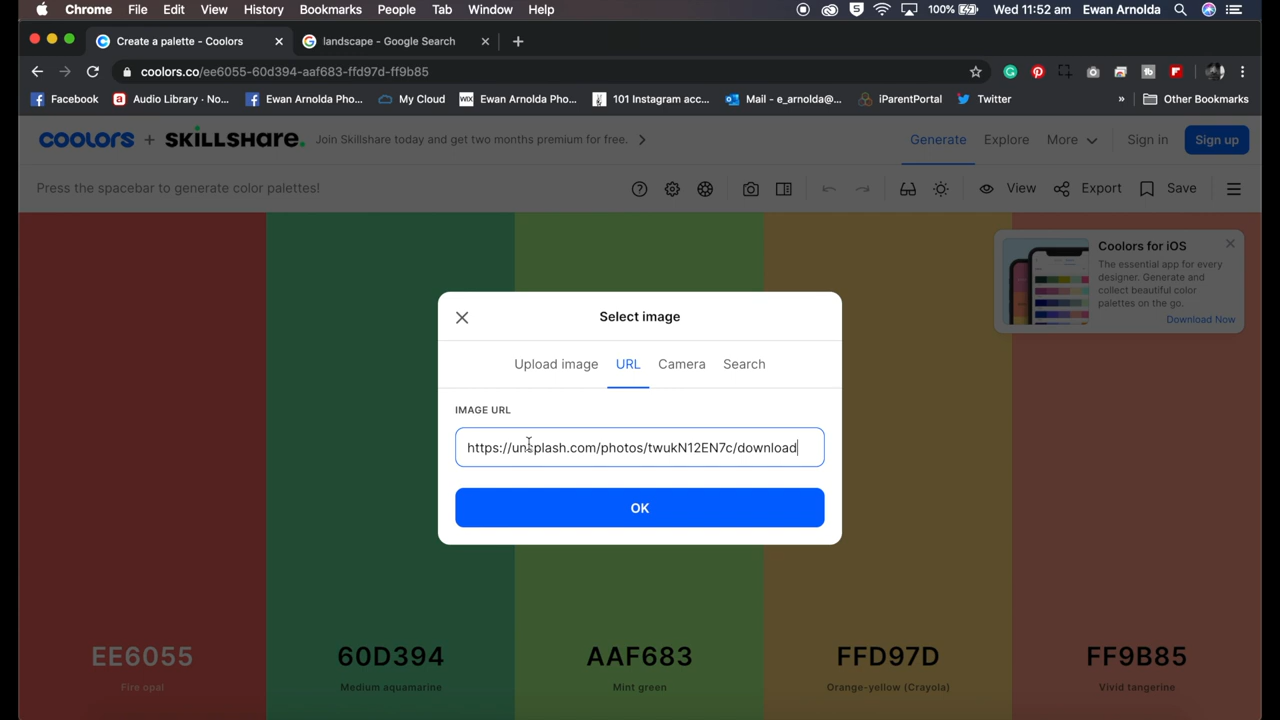 Chrome File Edit View History Bookmarks People Tab Window Help 100% Wed 11:52 am Ewan Arnolda
Create a palette - Coolors landscape - Google Search
coolors.co/ee6055-60d394-aaf683-ffd97d-ff9b85
Facebook Audio Library · No... Ewan Arnolda Pho... My Cloud Ewan Arnolda Pho... 101 Instagram acc... Mail - e_arnolda@... iParentPortal Twitter » Other Bookmarks
coolors + SKILLSHARE. Join Skillshare today and get two months premium for free. Generate Explore More Sign in Sign up
Press the spacebar to generate color palettes! View Export Save
Coolors for iOS
The essential app for every
designer. Generate and
collect beautiful color
palettes on the go.
Download Now
Select image
Upload image URL Camera Search
IMAGE URL
https://unsplash.com/photos/twukN12EN7c/download
OK
EE6055 60D394 AAF683 FFD97D FF9B85
Fire opal Medium aquamarine Mint green Orange-yellow (Crayola) Vivid tangerine